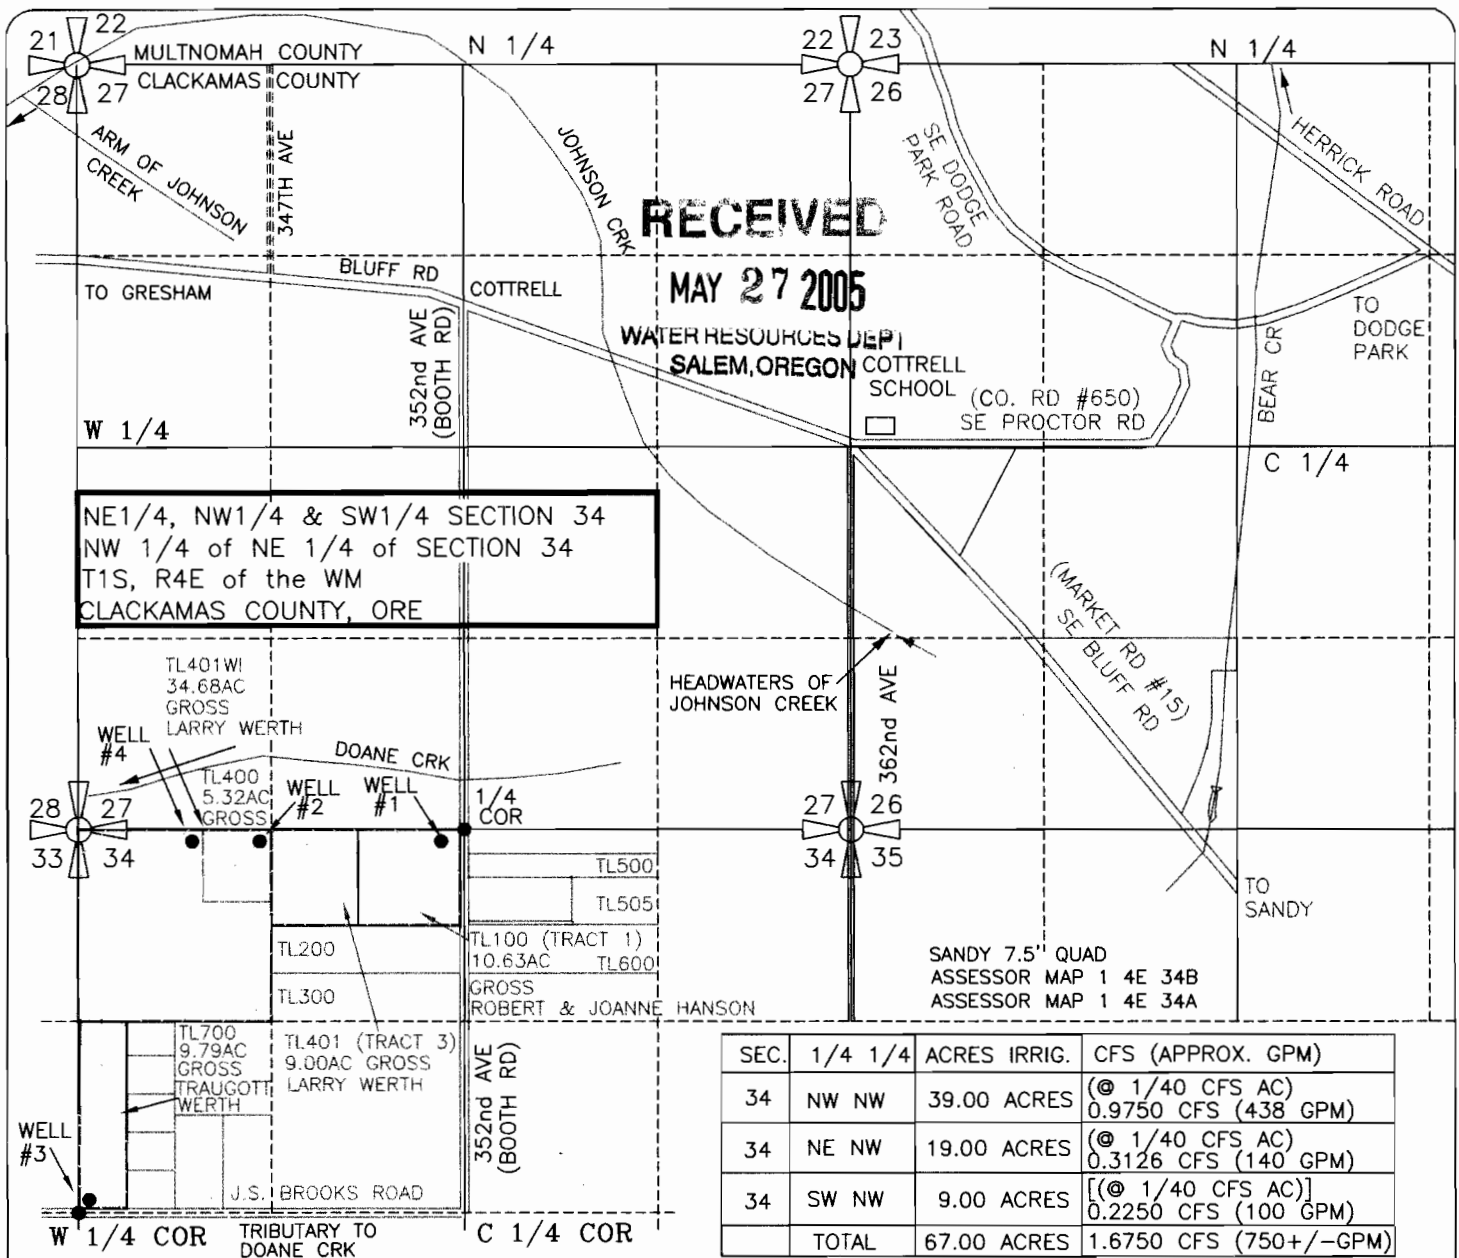 22
21
MULTNOMAH COUNTY
CLACKAMAS COUNTY
28
27
N 1/4
22
23
27
26
N 1/4
ARM OF JOHNSON
CREEK
347TH AVE
JOHNSON CRK
SE DODGE
PARK ROAD
HERRICK ROAD
RECEIVED
MAY 27 2005
WATER RESOURCES DEPT
SALEM, OREGON
BLUFF RD
TO GRESHAM
COTTRELL
352nd AVE
(BOOTH RD)
COTTRELL
SCHOOL
(CO. RD #650)
SE PROCTOR RD
BEAR CR
TO
DODGE
PARK
W 1/4
C 1/4
NE1/4, NW1/4 & SW1/4 SECTION 34
NW 1/4 of NE 1/4 of SECTION 34
T1S, R4E of the WM
CLACKAMAS COUNTY, ORE
(MARKET RD #15)
SE BLUFF RD
HEADWATERS OF
JOHNSON CREEK
362nd AVE
TL401WI
34.68AC
GROSS
LARRY WERTH
WELL
#4
DOANE CRK
TL400
5.32AC
GROSS
WELL
#2
WELL
#1
1/4
COR
28
27
33
34
27
26
34
35
TL500
TL505
TO
SANDY
TL200
TL100 (TRACT 1)
10.63AC
TL600
GROSS
ROBERT & JOANNE HANSON
TL300
SANDY 7.5' QUAD
ASSESSOR MAP 1 4E 34B
ASSESSOR MAP 1 4E 34A
TL700
9.79AC
GROSS
TRAUGOTT
WERTH
TL401 (TRACT 3)
9.00AC GROSS
LARRY WERTH
352nd AVE
(BOOTH RD)
WELL
#3
J.S. BROOKS ROAD
W 1/4 COR
TRIBUTARY TO
DOANE CRK
C 1/4 COR
SEC. 1/4 1/4 ACRES IRRIG. CFS (APPROX. GPM)
34 NW NW 39.00 ACRES (@ 1/40 CFS AC)
0.9750 CFS (438 GPM)
34 NE NW 19.00 ACRES (@ 1/40 CFS AC)
0.3126 CFS (140 GPM)
34 SW NW 9.00 ACRES [(@ 1/40 CFS AC)]
0.2250 CFS (100 GPM)
TOTAL 67.00 ACRES 1.6750 CFS (750+/-GPM)